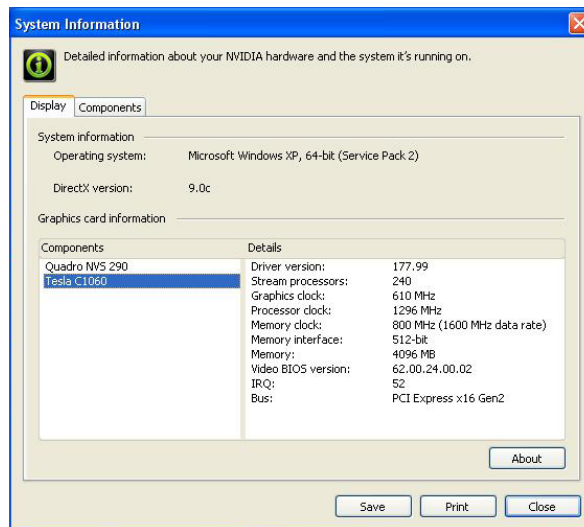 System Information
Detailed information about your NVIDIA hardware and the system it's running on.
Display Components
System information
Operating system: Microsoft Windows XP, 64-bit (Service Pack 2)
DirectX version: 9.0c
Graphics card information
Components Details
Quadro NVS 290 Driver version: 177.99
Tesla C1060 Stream processors: 240
Graphics clock: 610 MHz
Processor clock: 1296 MHz
Memory clock: 800 MHz (1600 MHz data rate)
Memory interface: 512-bit
Memory: 4096 MB
Video BIOS version: 62.00.24.00.02
IRQ: 52
Bus: PCI Express x16 Gen2
About
Save Print Close